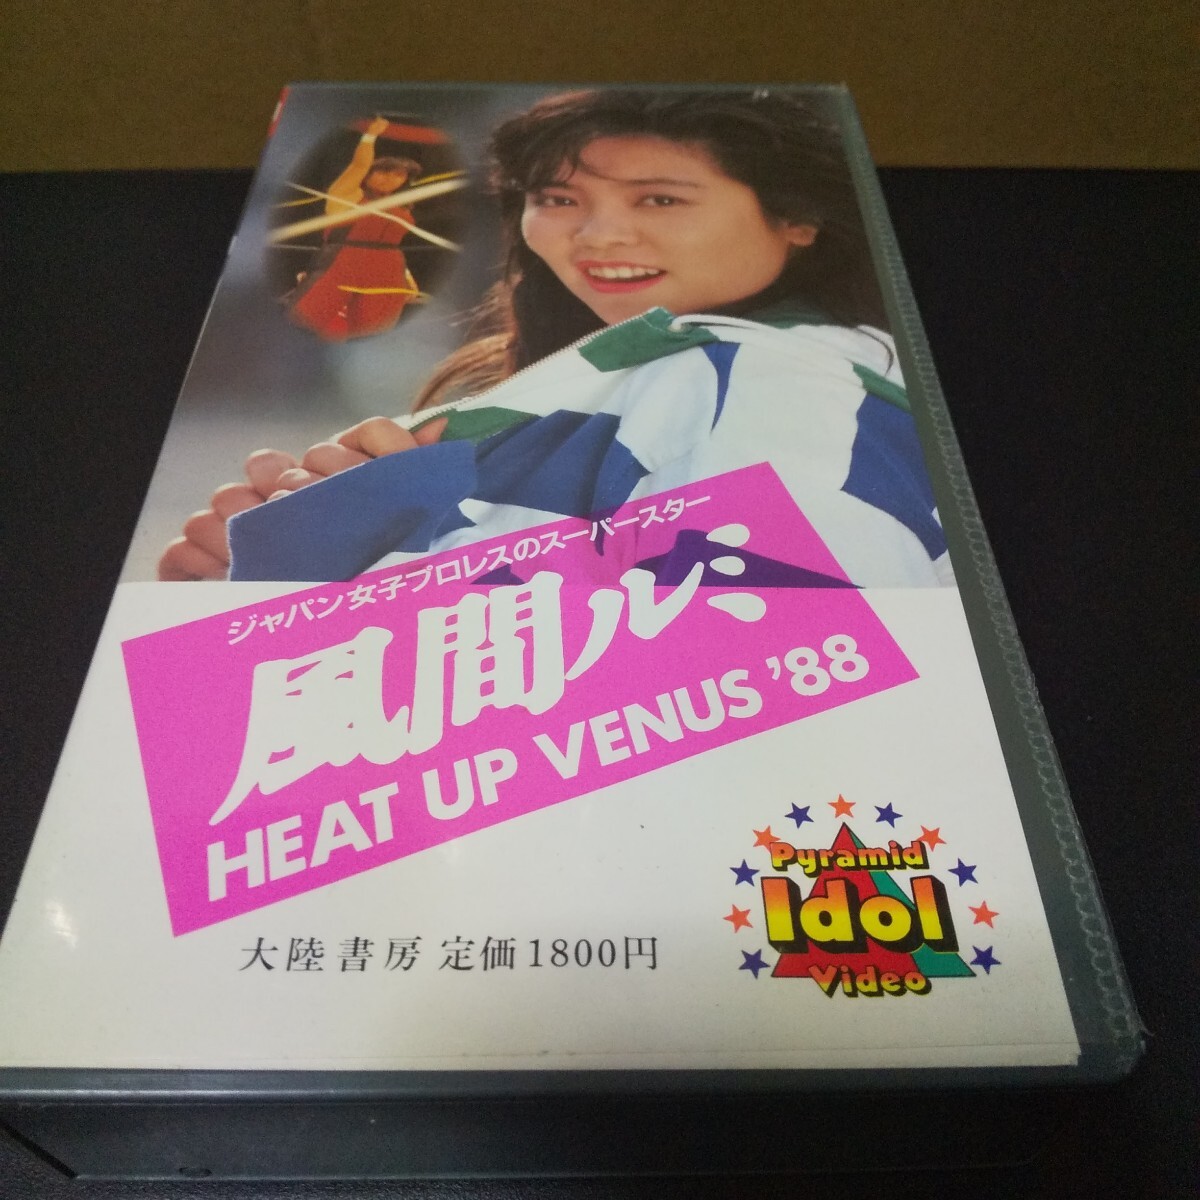 ジャパン女子プロレスのスーパースター
風間ルミ
HEAT UP VENUS '88
大陸書房 定価1800円
Pyramid
Idol
Video